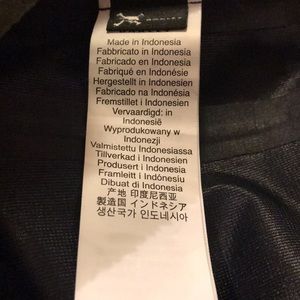 Made in Indonesia
Fabbricato in Indonesia
Fabricado en Indonesia
Fabriqué en Indonésie
Hergestellt in Indonesien
Fabricado na Indonésia
Fremstillet i Indonesien
Vervaardigd: in
Indonesië
Wyprodukowany w
Indonezji
Valmistettu Indonesiassa
Tillverkad i Indonesien
Produsert i Indonesia
Framleitt i Indónesíu
Dibuat di Indonesia
产地 印度尼西亚
製造国 インドネシア
생산국가 인도네시아